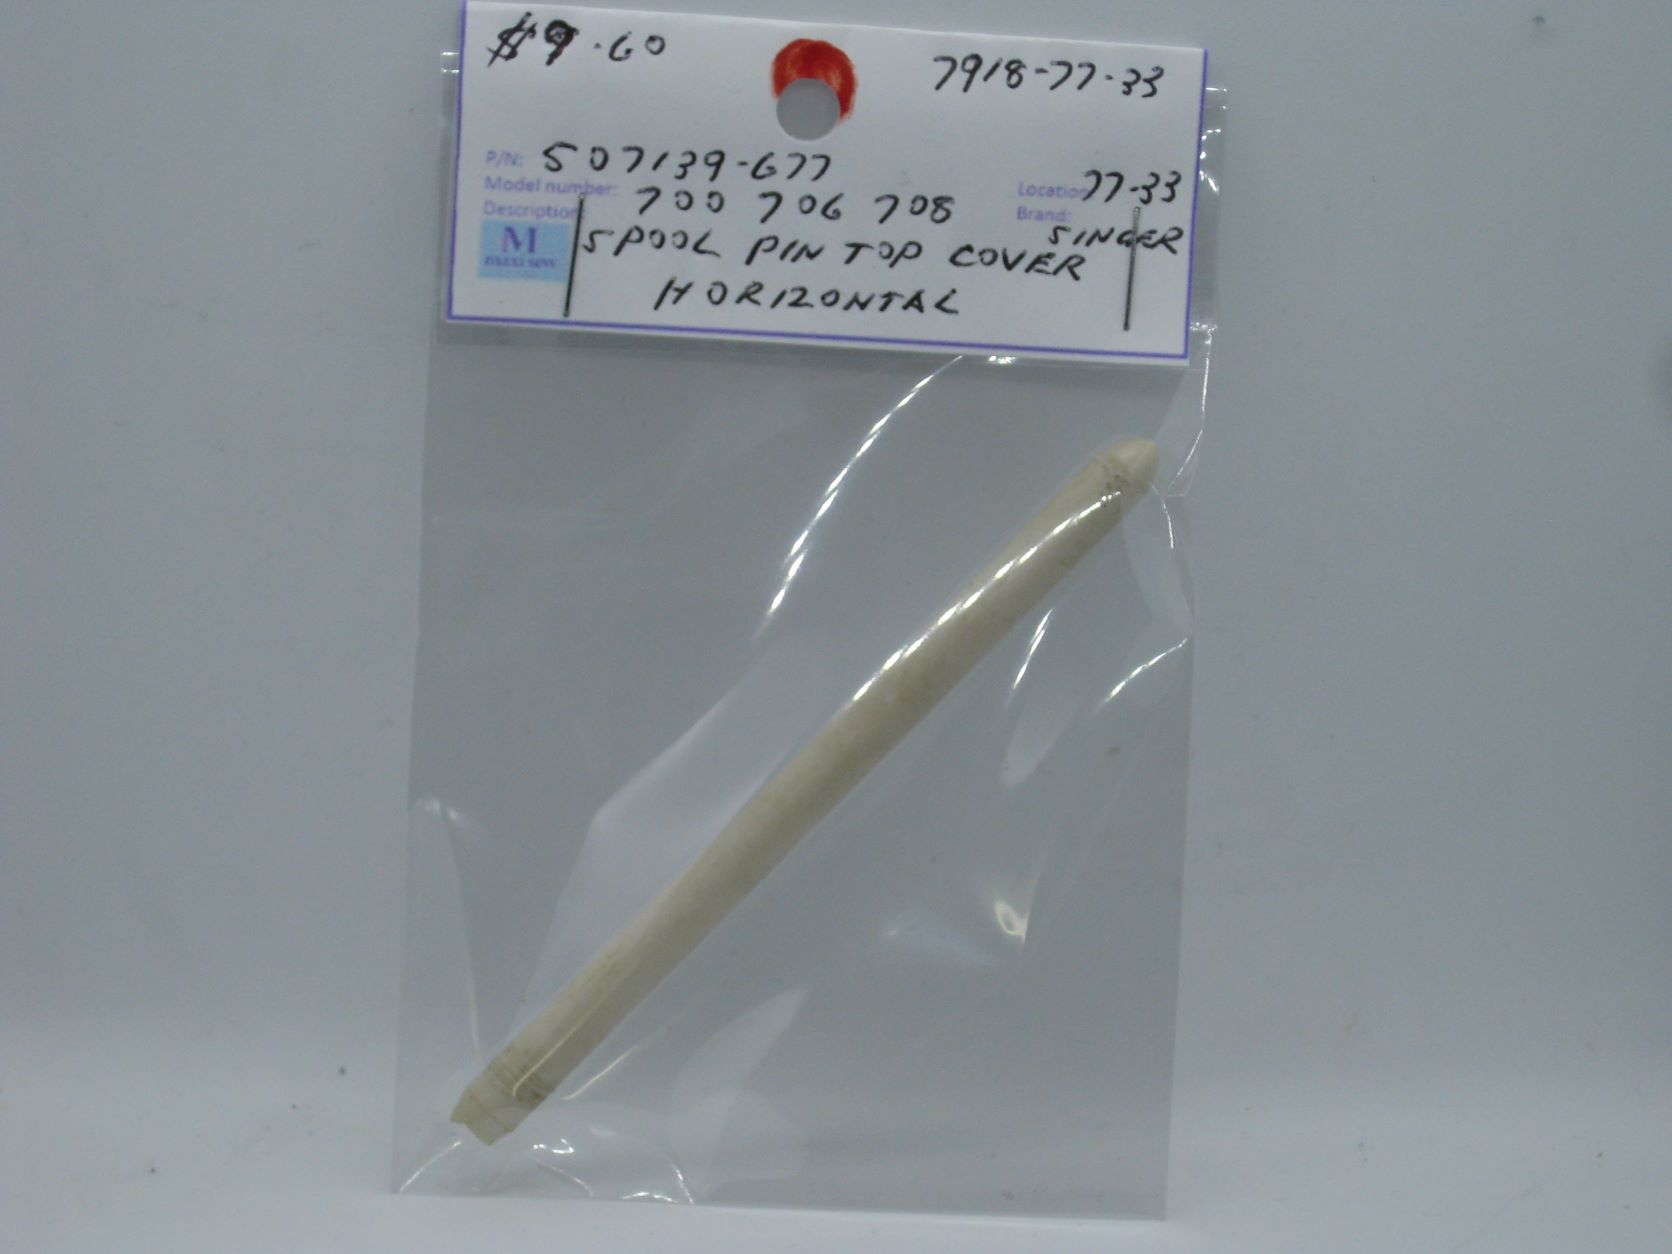 $9.60
7918-77-33
P/N: 507139-677
Model number: 700 706 708
Location 77-33
Description:
Brand: SINGER
M
maxi sew
SPOOL PIN TOP COVER
HORIZONTAL